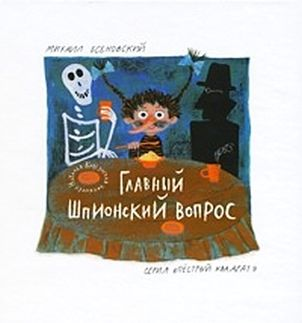 МИХАИЛ ЕСЕНОВСКИЙ
ГЛАВНЫЙ
ШПИОНСКИЙ ВОПРОС
СЕРИЯ «ПЁСТРЫЙ КВАДРАТ»